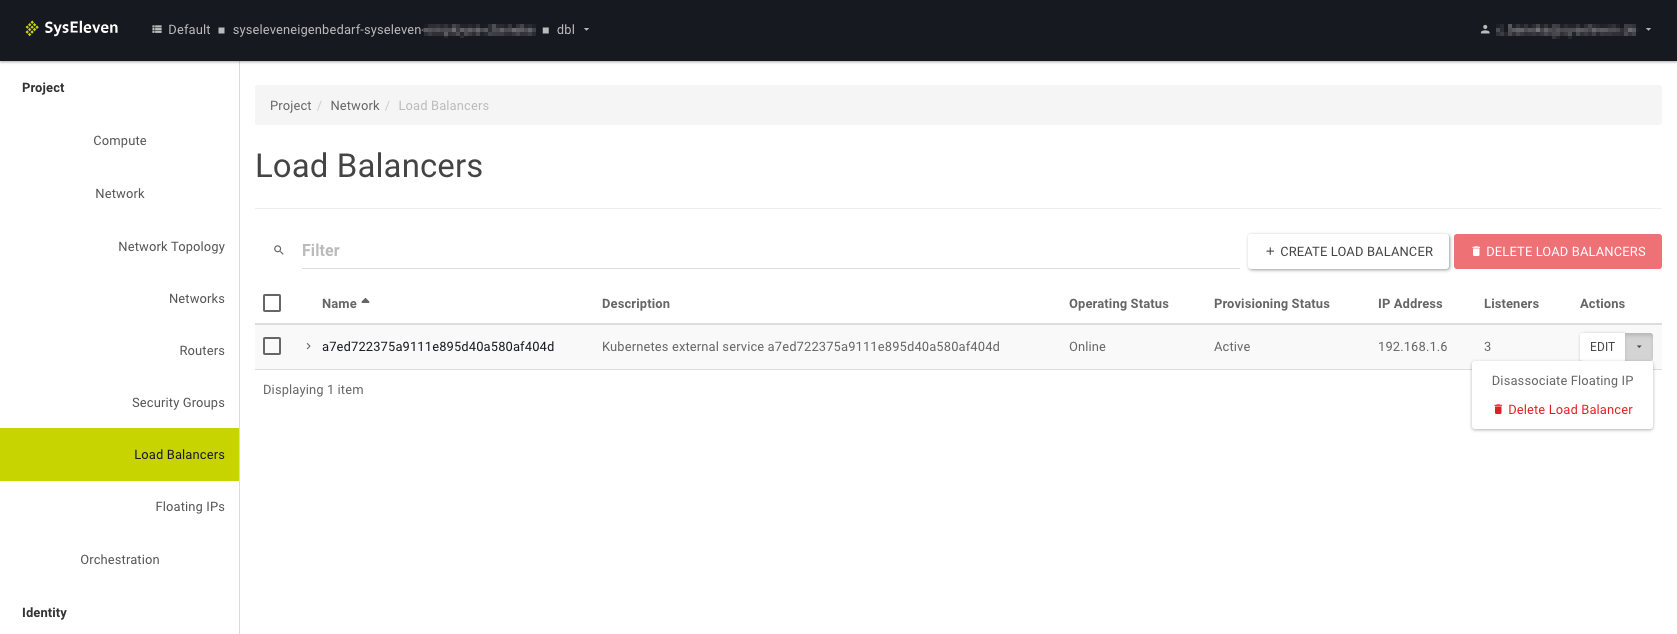 SysEleven Default syseleveneigenbedarf-syseleven- dbl
Project
Compute
Network
Network Topology
Networks
Routers
Security Groups
Load Balancers
Floating IPs
Orchestration
Identity
Project / Network / Load Balancers
Load Balancers
Filter + CREATE LOAD BALANCER DELETE LOAD BALANCERS
Name Description Operating Status Provisioning Status IP Address Listeners Actions
a7ed722375a9111e895d40a580af404d Kubernetes external service a7ed722375a9111e895d40a580af404d Online Active 192.168.1.6 3 EDIT
Disassociate Floating IP
Delete Load Balancer
Displaying 1 item